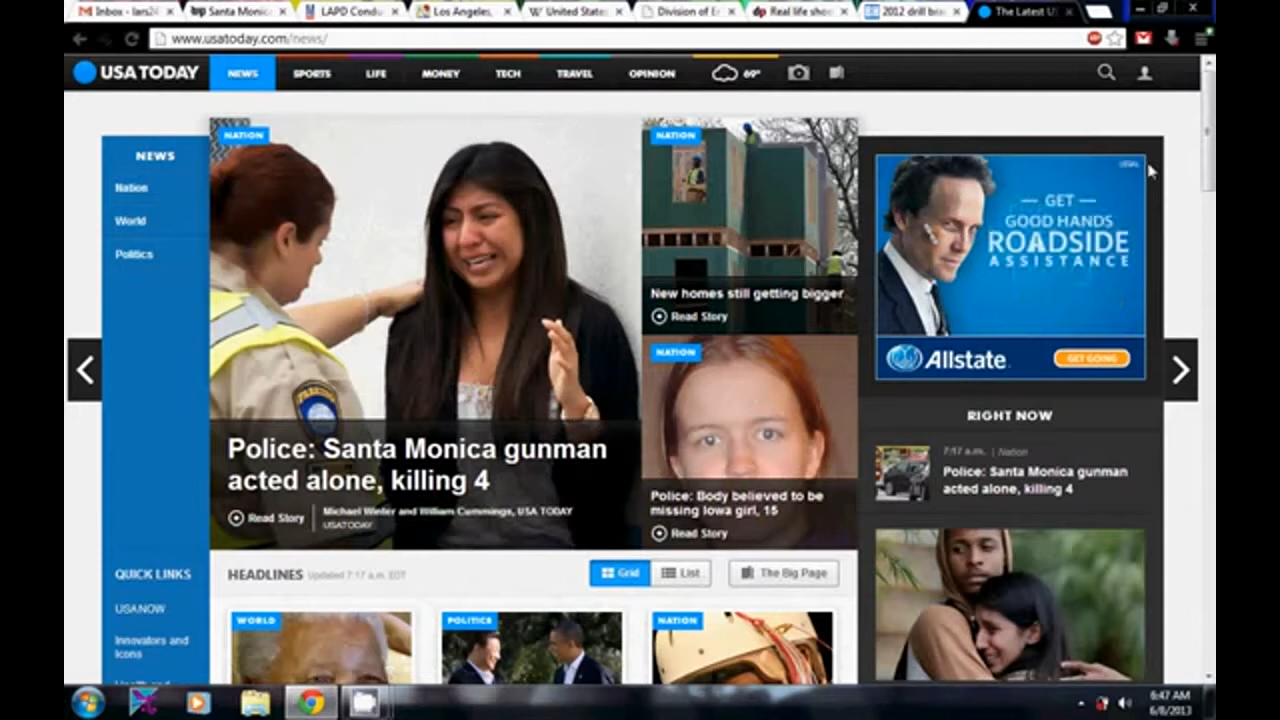 Inbox - lars2
Santa Monic
LAPD Condu
Los Angeles,
United State
Division of E
Real life shoo
2012 drill bra
The Latest U
www.usatoday.com/news/
USA TODAY
NEWS
SPORTS
LIFE
MONEY
TECH
TRAVEL
OPINION
69°
NEWS
Nation
World
Politics
QUICK LINKS
USANOW
Innovators and
Icons
NATION
Police: Santa Monica gunman
acted alone, killing 4
Read Story
Michael Winter and William Cummings, USA TODAY
USATODAY
NATION
New homes still getting bigger
Read Story
NATION
Police: Body believed to be
missing Iowa girl, 15
Read Story
LEGAL
GET
GOOD HANDS
ROADSIDE
ASSISTANCE
Allstate
GET GOING
RIGHT NOW
7:17 a.m. | Nation
Police: Santa Monica gunman
acted alone, killing 4
HEADLINES Updated 7:17 a.m. EDT
Grid
List
The Big Page
WORLD
POLITICS
NATION
6:47 AM
6/8/2013